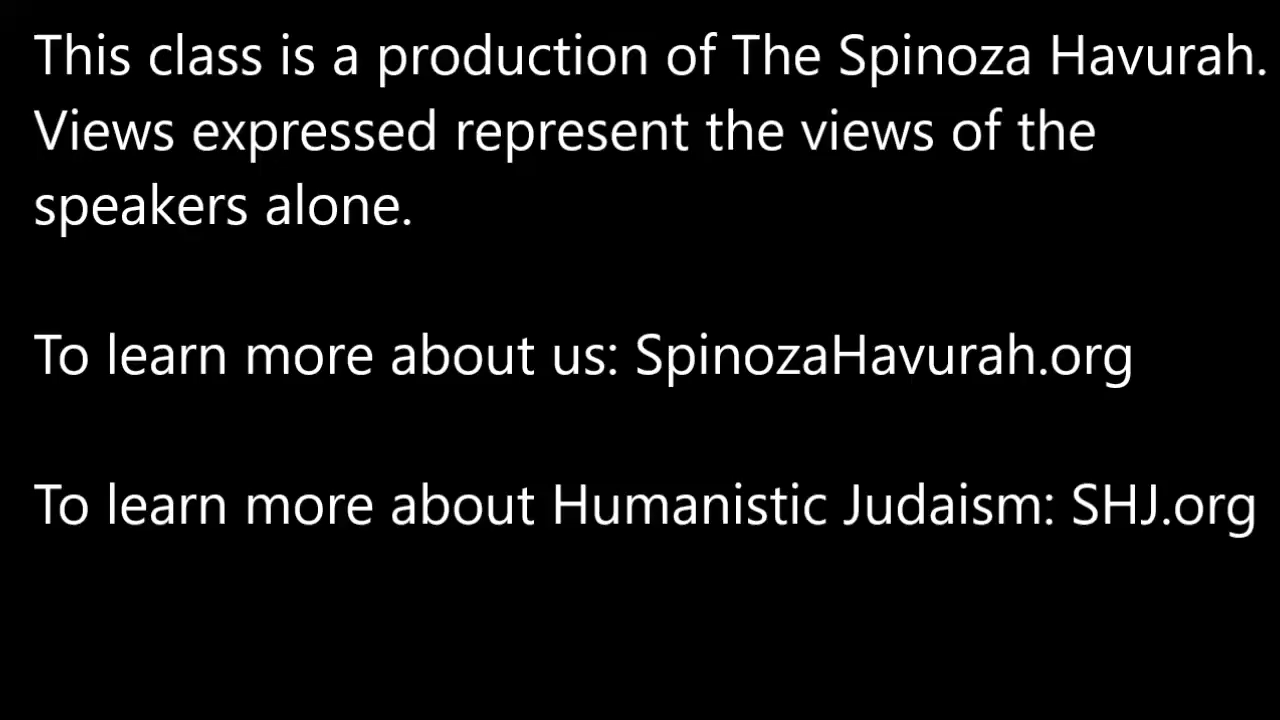 This class is a production of The Spinoza Havurah.
Views expressed represent the views of the
speakers alone.
To learn more about us: SpinozaHavurah.org
To learn more about Humanistic Judaism: SHJ.org